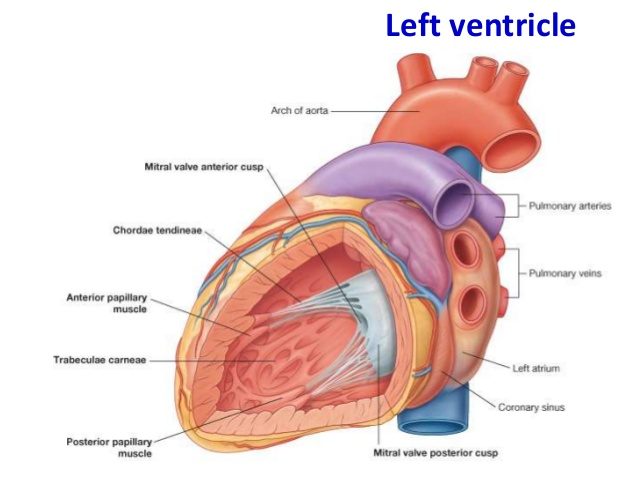 Left ventricle
Arch of aorta
Mitral valve anterior cusp
Pulmonary arteries
Chordae tendineae
Pulmonary veins
Anterior papillary
muscle
Trabeculae carneae
Left atrium
Coronary sinus
Posterior papillary
muscle
Mitral valve posterior cusp